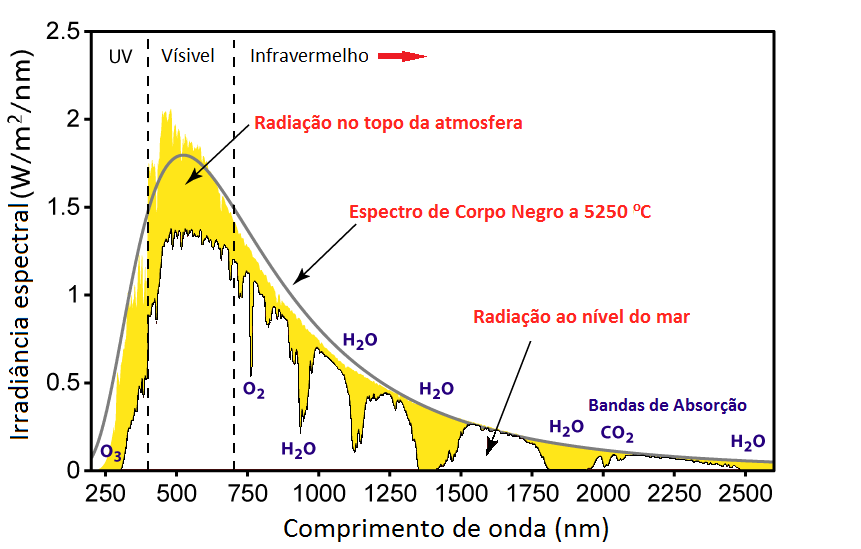 2.5
UV
Vísivel
Infravermelho
2
Radiação no topo da atmosfera
1.5
Espectro de Corpo Negro a 5250 ºC
1
Radiação ao nível do mar
H2O
0.5
O2
H2O
Bandas de Absorção
H2O
CO2
H2O
O3
H2O
0
250 500 750 1000 1250 1500 1750 2000 2250 2500
Comprimento de onda (nm)
Irradiância espectral (W/m²/nm)